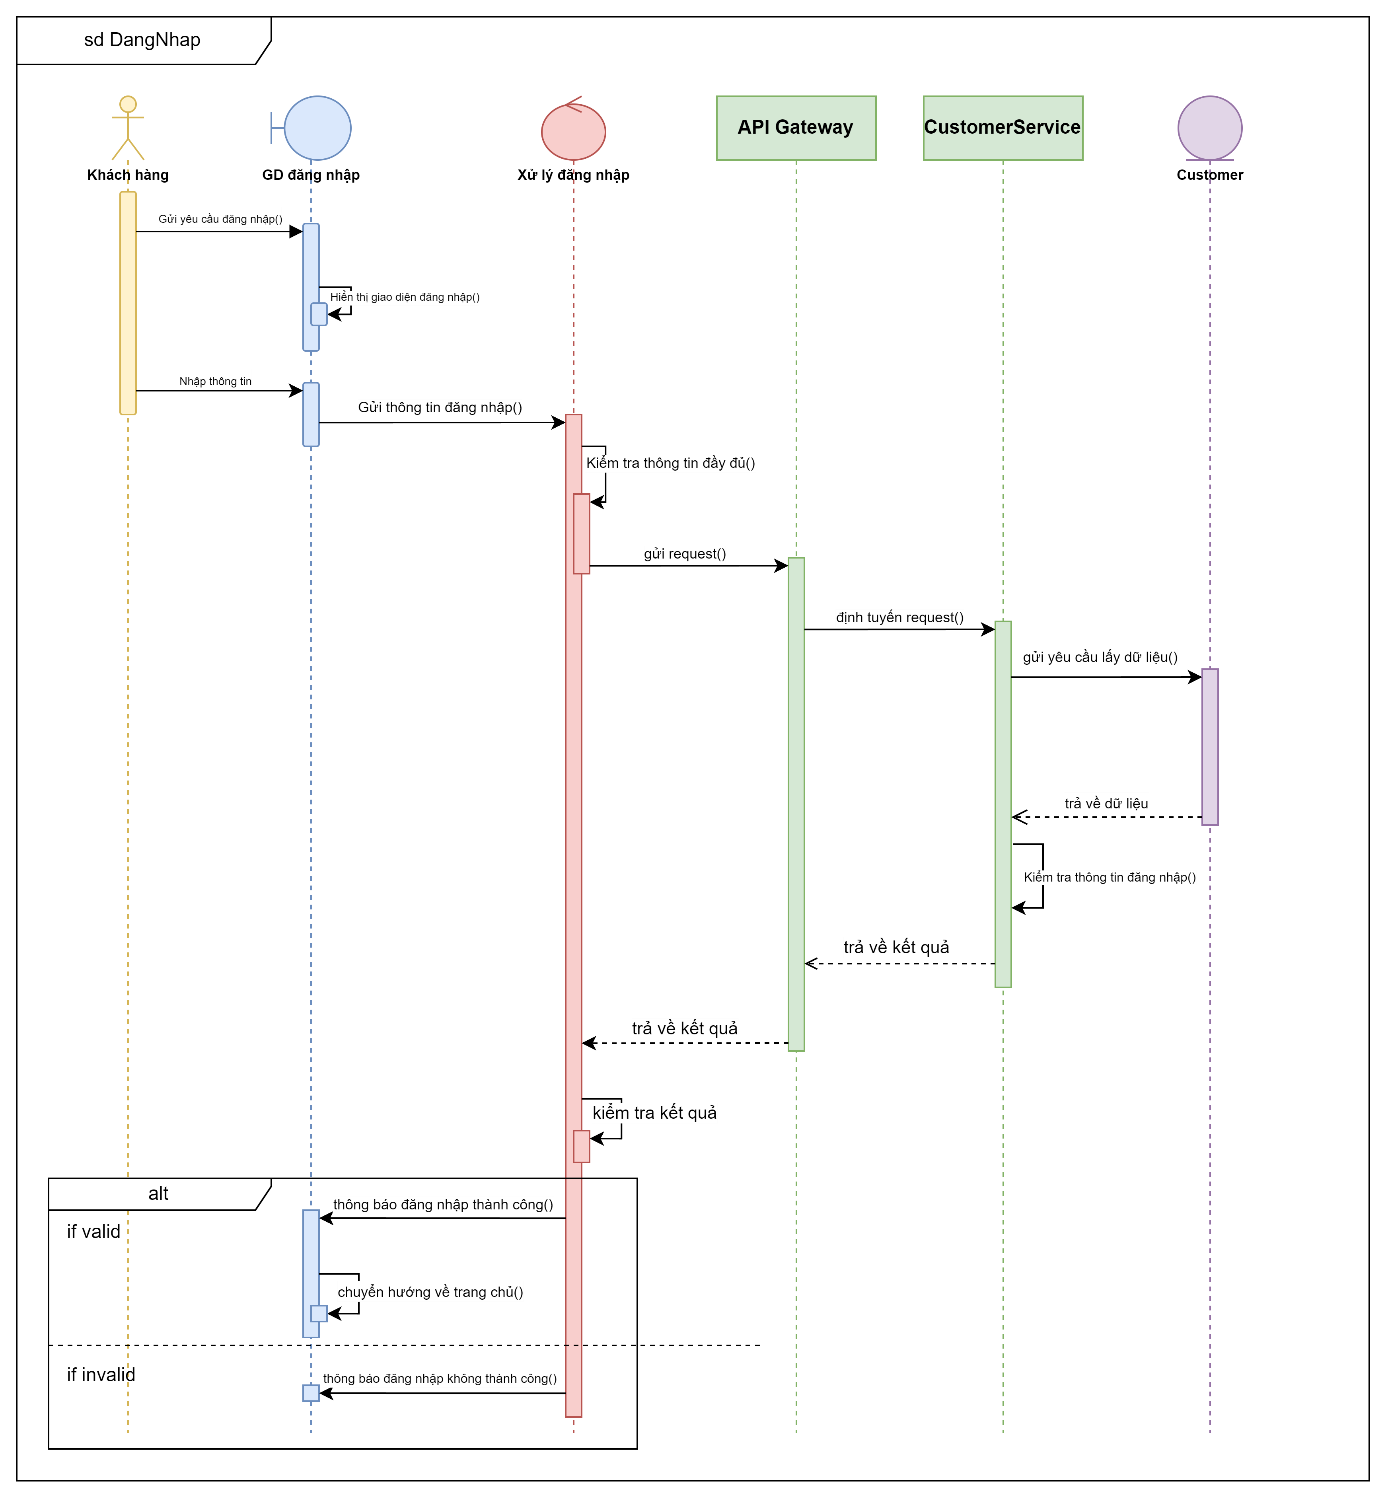 sd DangNhap
API Gateway
CustomerService
Khách hàng
GD đăng nhập
Xử lý đăng nhập
Customer
Gửi yêu cầu đăng nhập()
Hiển thị giao diện đăng nhập()
Nhập thông tin
Gửi thông tin đăng nhập()
Kiểm tra thông tin đầy đủ()
gửi request()
định tuyến request()
gửi yêu cầu lấy dữ liệu()
trả về dữ liệu
Kiểm tra thông tin đăng nhập()
trả về kết quả
trả về kết quả
kiểm tra kết quả
alt
thông báo đăng nhập thành công()
if valid
chuyển hướng về trang chủ()
if invalid
thông báo đăng nhập không thành công()